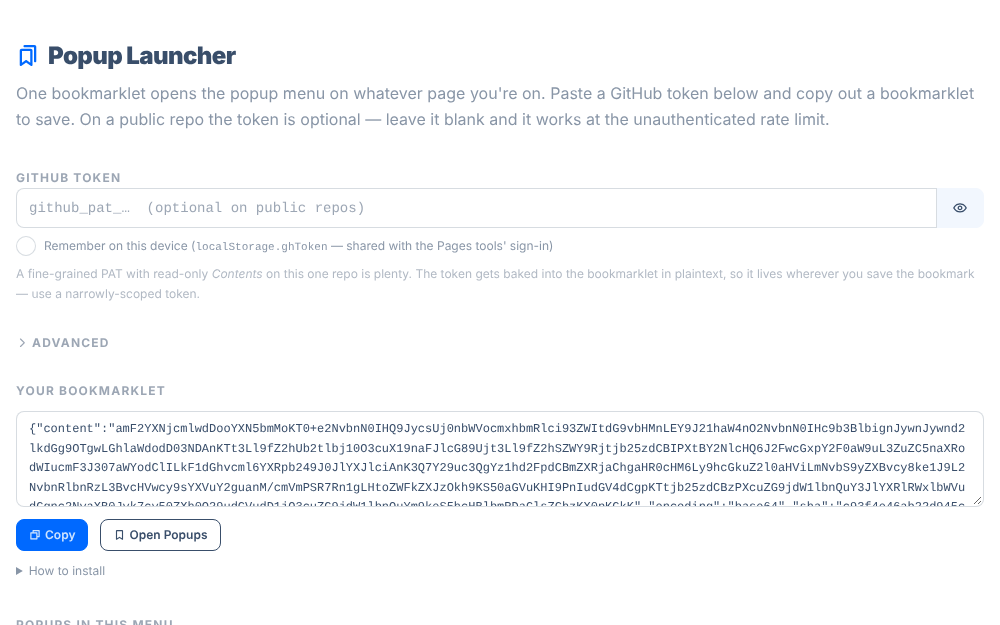 Popup Launcher
One bookmarklet opens the popup menu on whatever page you're on. Paste a GitHub token below and copy out a bookmarklet
to save. On a public repo the token is optional — leave it blank and it works at the unauthenticated rate limit.
GITHUB TOKEN
github_pat_… (optional on public repos)
Remember on this device (localStorage.ghToken — shared with the Pages tools' sign-in)
A fine-grained PAT with read-only Contents on this one repo is plenty. The token gets baked into the bookmarklet in plaintext, so it lives wherever you save the bookmark
— use a narrowly-scoped token.
ADVANCED
YOUR BOOKMARKLET
{"content":"amF2YXNjcmlwdDooYXN5bmMoKT0+e2NvbnN0IHQ9JycsUj0nbWVocmxhbmRlci93ZWItdG9vbHMnLEY9J21haW4nO2NvbnN0IHc9b3BlbignJywnJywnd2
Copy
Open Popups
How to install
POPUPS IN THIS MENU